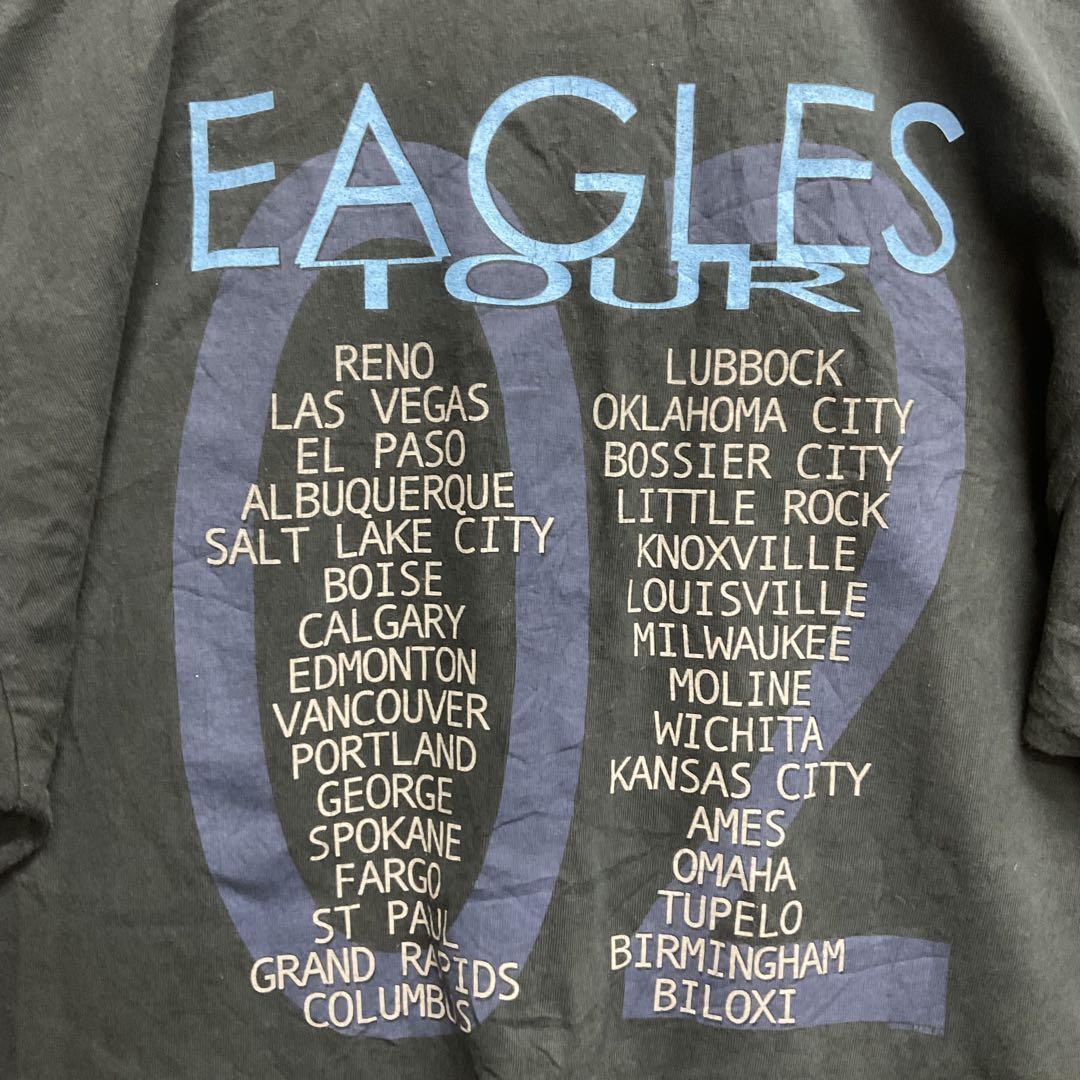 EAGLES
TOUR
02
RENO
LAS VEGAS
EL PASO
ALBUQUERQUE
SALT LAKE CITY
BOISE
CALGARY
EDMONTON
VANCOUVER
PORTLAND
GEORGE
SPOKANE
FARGO
ST PAUL
GRAND RAPIDS
COLUMBUS
LUBBOCK
OKLAHOMA CITY
BOSSIER CITY
LITTLE ROCK
KNOXVILLE
LOUISVILLE
MILWAUKEE
MOLINE
WICHITA
KANSAS CITY
AMES
OMAHA
TUPELO
BIRMINGHAM
BILOXI